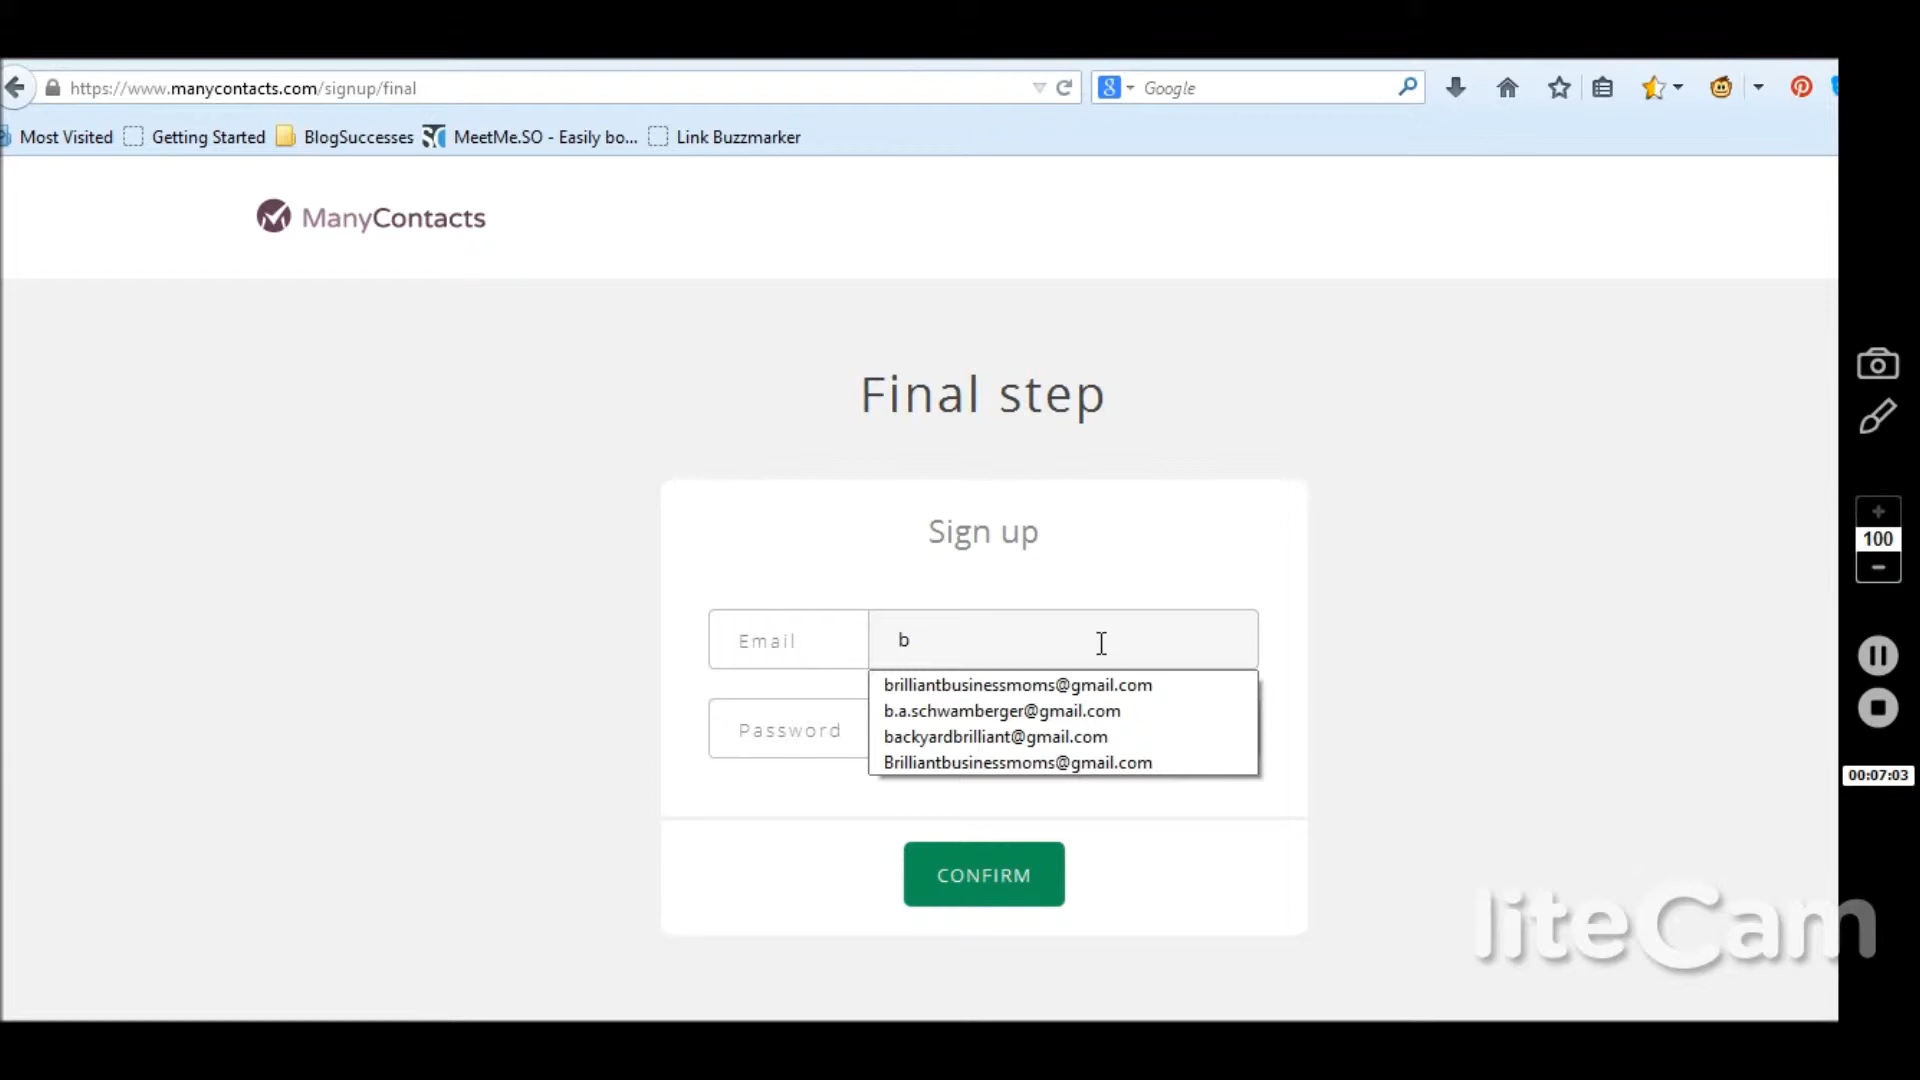 https://www.manycontacts.com/signup/final
Google
Most Visited
Getting Started
BlogSuccesses
MeetMe.SO - Easily bo...
Link Buzzmarker
ManyContacts
Final step
Sign up
Email
b
brilliantbusinessmoms@gmail.com
b.a.schwamberger@gmail.com
backyardbrilliant@gmail.com
Brilliantbusinessmoms@gmail.com
Password
CONFIRM
100
00:07:03
liteCam